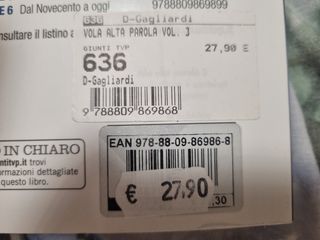 E 6 Dal Novecento a oggi 9788809869899
nsultare il listino a
636 D-Gagliardi
VOLA ALTA PAROLA VOL. 3
GIUNTI TVP 27,90 €
636
D-Gagliardi
9 788809 869868
O IN CHIARO
ntitvp.it trovi
ormazioni dettagliate
questo libro.
EAN 978-88-09-86986-8
€ 27.90
,30